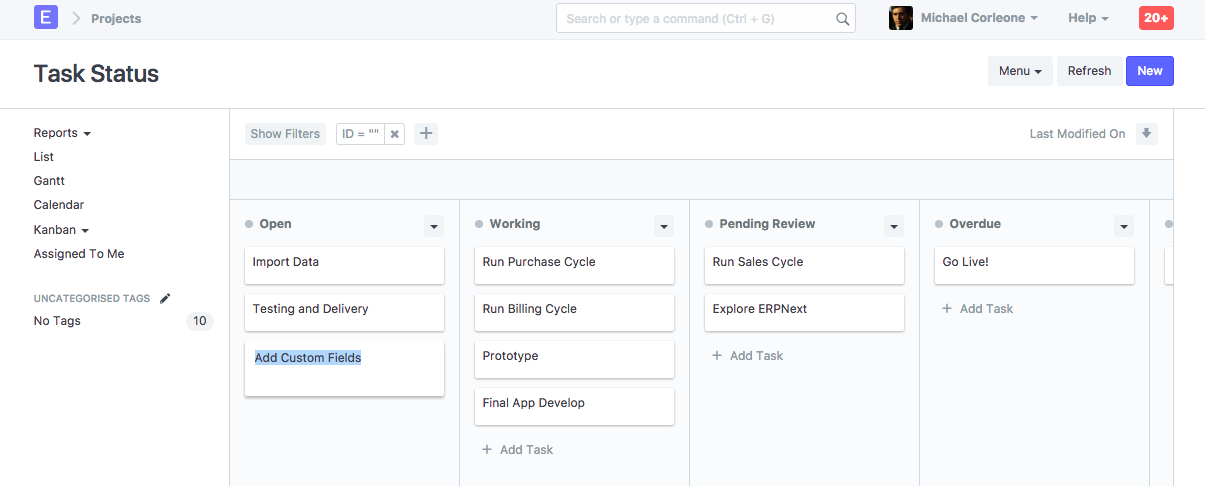 E Projects Search or type a command (Ctrl + G) Michael Corleone Help 20+
Task Status Menu Refresh New
Reports
List
Gantt
Calendar
Kanban
Assigned To Me
UNCATEGORISED TAGS
No Tags 10
Show Filters ID = "" Last Modified On
Open
Import Data
Testing and Delivery
Add Custom Fields
Working
Run Purchase Cycle
Run Billing Cycle
Prototype
Final App Develop
+ Add Task
Pending Review
Run Sales Cycle
Explore ERPNext
+ Add Task
Overdue
Go Live!
+ Add Task